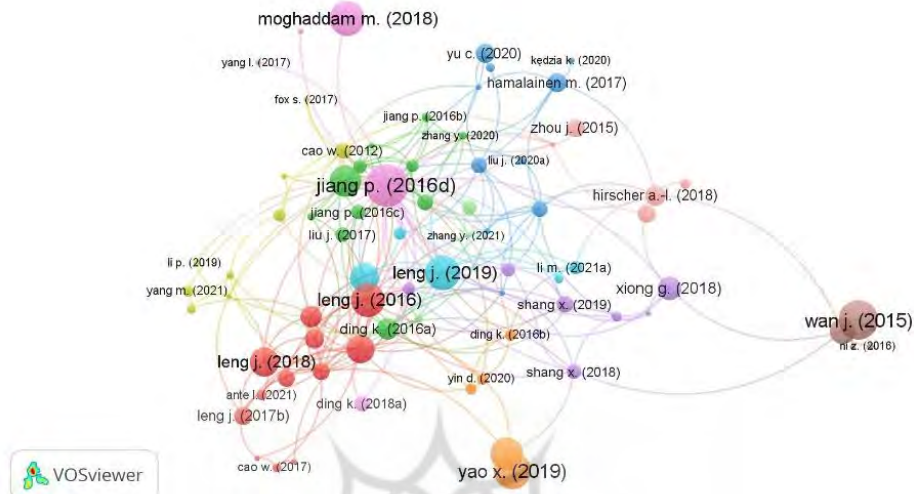 moghaddam m. (2018)
yu c. (2020)
kędzia k. (2020)
yang l. (2017)
hamalainen m. (2017)
fox s. (2017)
jiang p. (2016b)
zhou j. (2015)
zhang y. (2020)
cao w. (2012)
liu j. (2020a)
jiang p. (2016d)
hirscher a.-l. (2018)
jiang p. (2016c)
liu j. (2017)
zhang y. (2021)
li p. (2019)
leng j. (2019)
li m. (2021a)
yang m. (2021)
xiong g. (2018)
leng j. (2016)
shang x. (2019)
wan j. (2015)
ding k. (2016a)
ding k. (2016b)
ni z. (2016)
leng j. (2018)
shang x. (2018)
yin d. (2020)
ante l. (2021)
ding k. (2018a)
leng j. (2017b)
cao w. (2017)
yao x. (2019)
VOSviewer